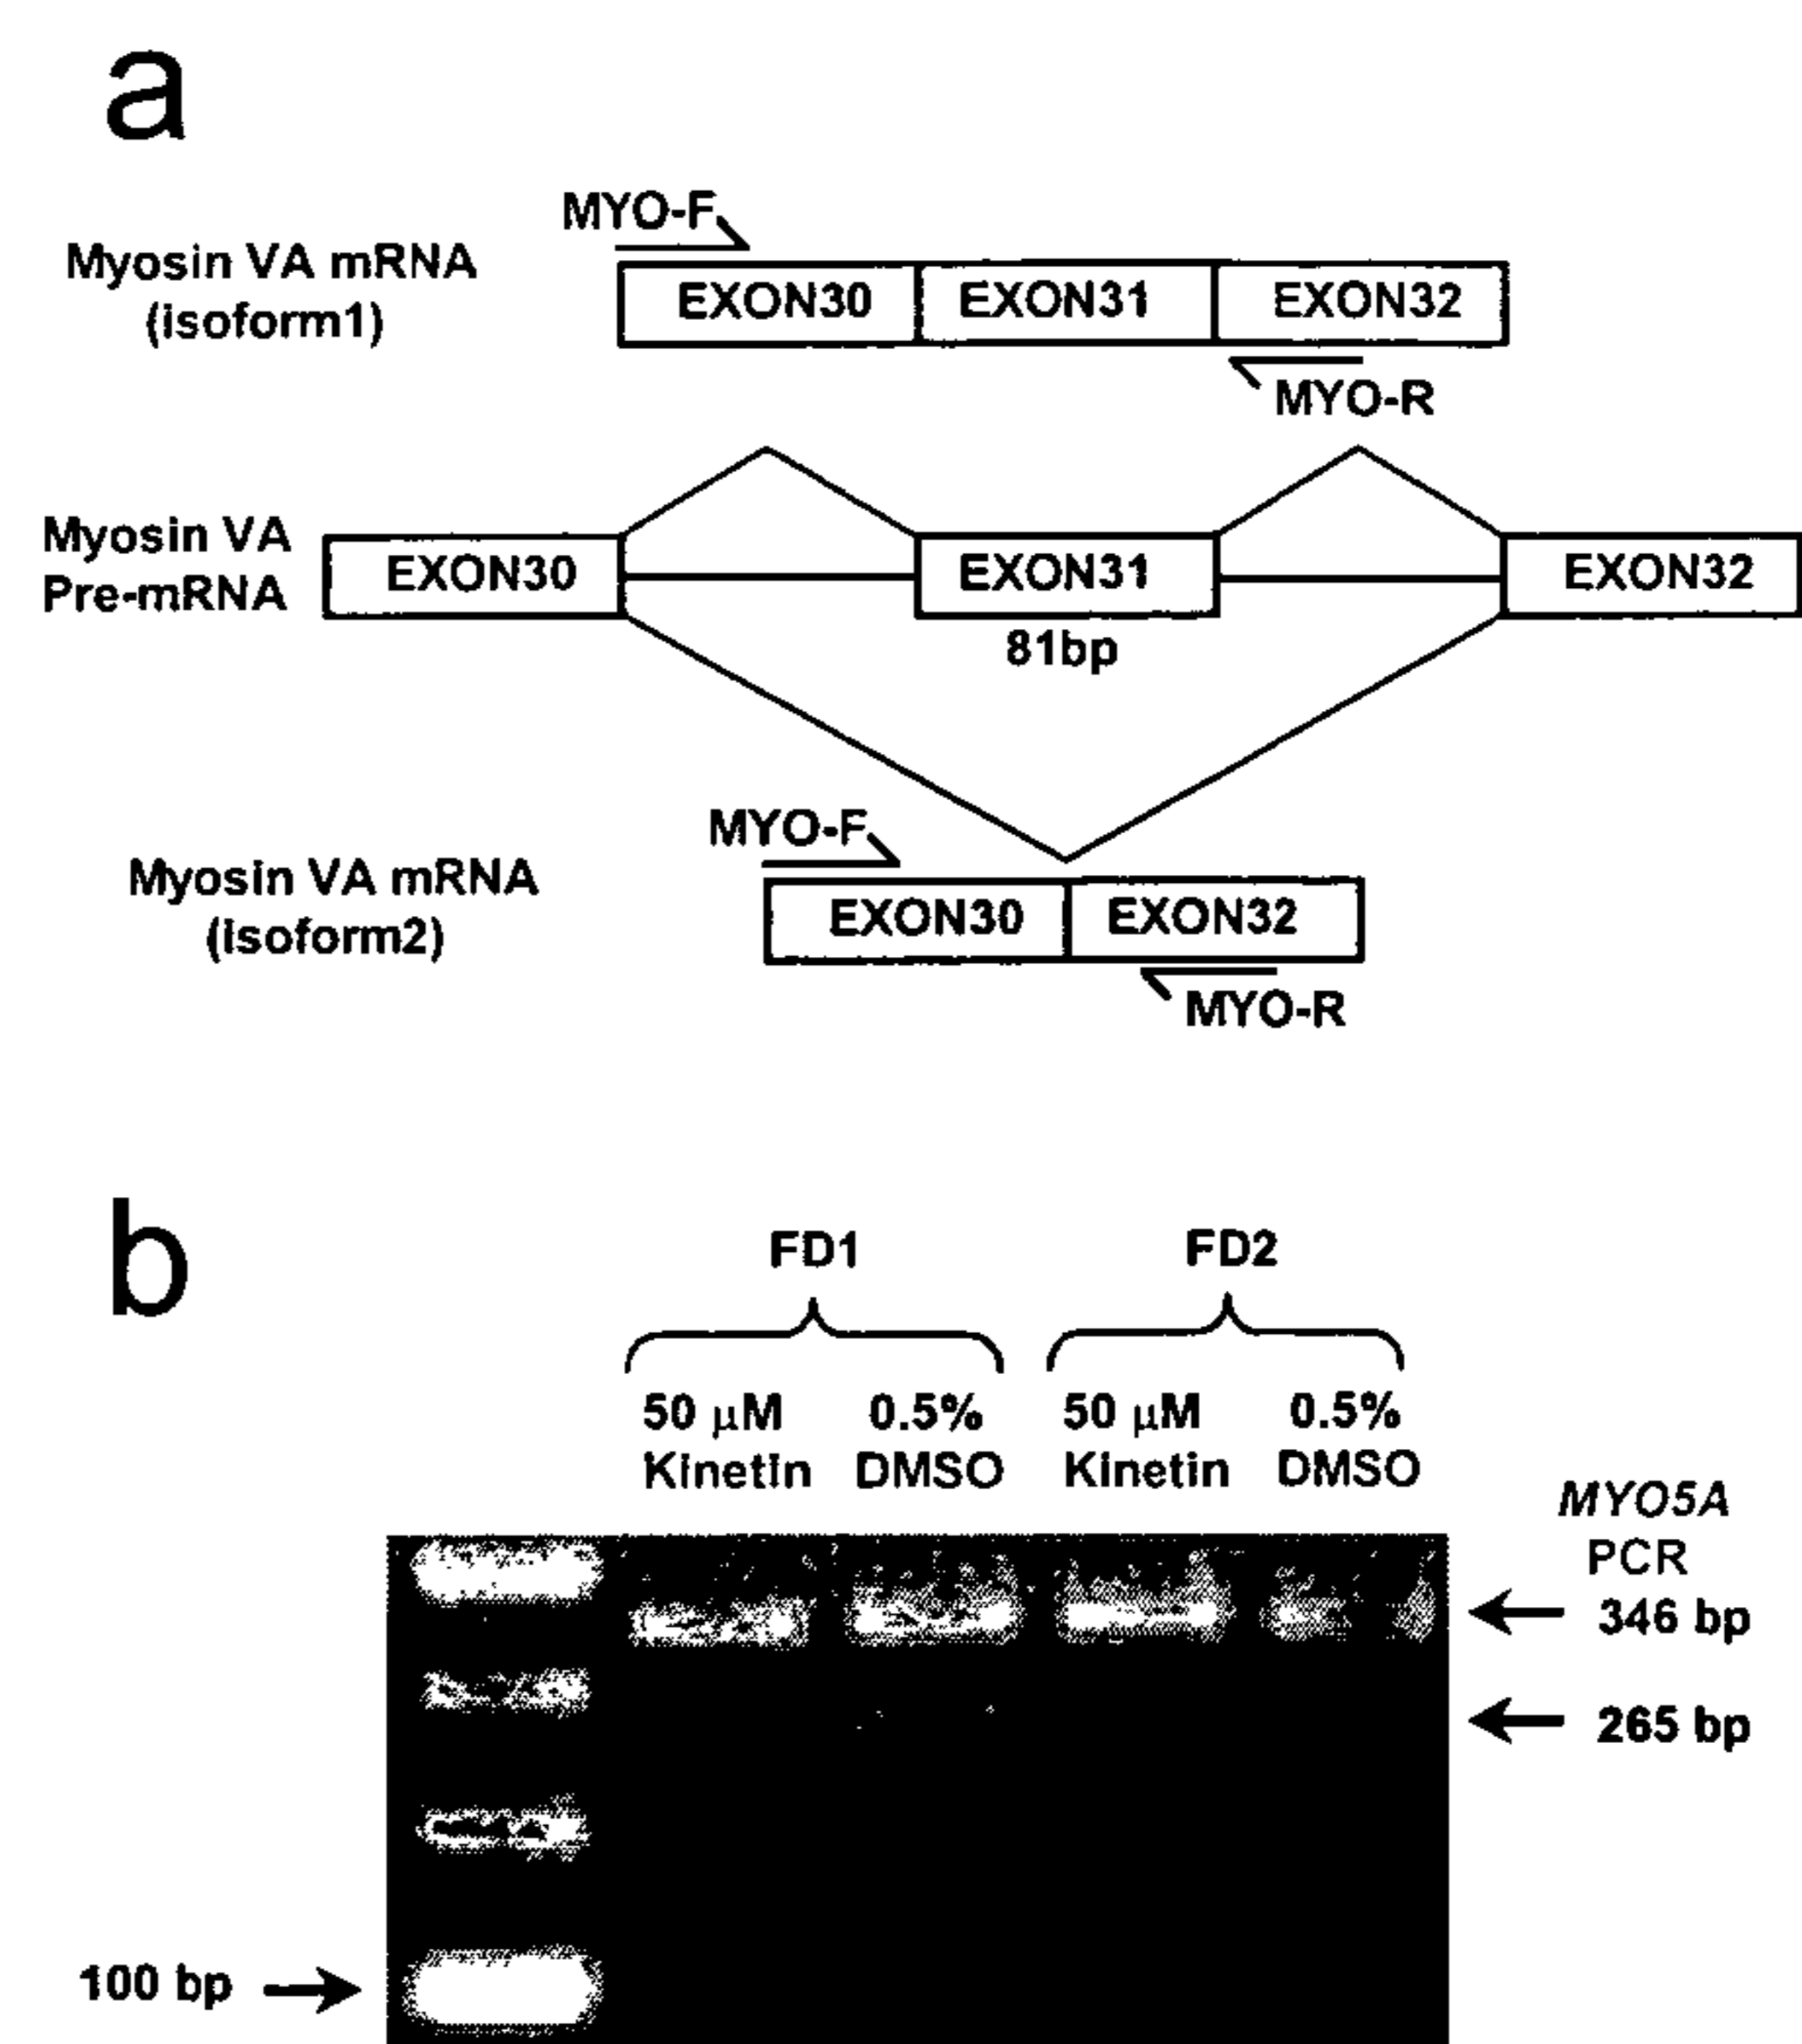 a
MYO-F
Myosin VA mRNA
(isoform1)
EXON30 EXON31 EXON32
MYO-R
Myosin VA
Pre-mRNA
EXON30 EXON31 EXON32
81bp
MYO-F
Myosin VA mRNA
(isoform2)
EXON30 EXON32
MYO-R
b
FD1 FD2
50 µM 0.5% 50 µM 0.5%
Kinetin DMSO Kinetin DMSO
MYO5A
PCR
346 bp
265 bp
100 bp